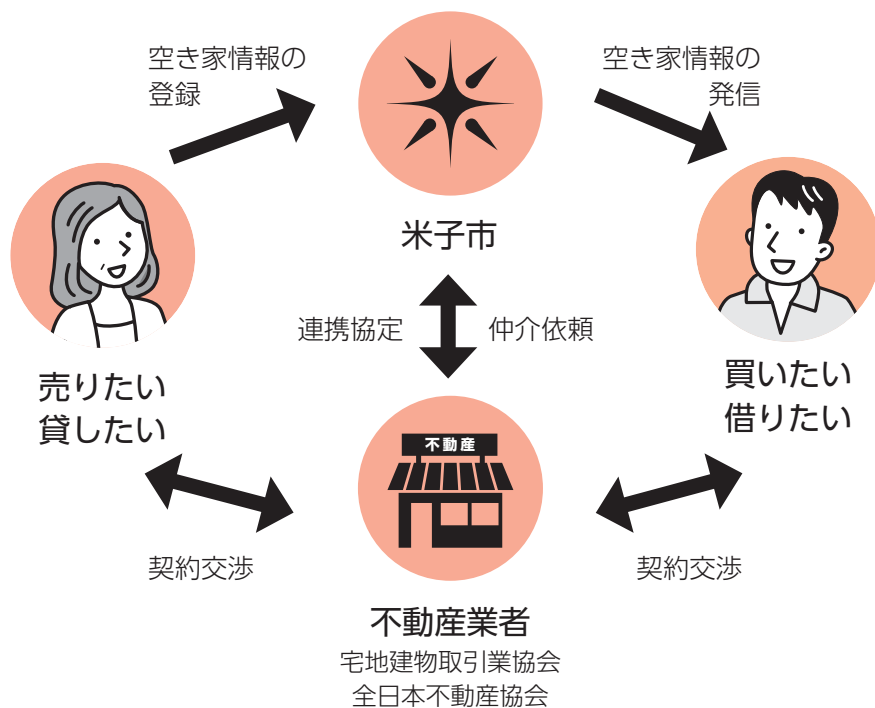 空き家情報の
登録
空き家情報の
発信
米子市
連携協定
仲介依頼
売りたい
貸したい
買いたい
借りたい
不動産
契約交渉
契約交渉
不動産業者
宅地建物取引業協会
全日本不動産協会